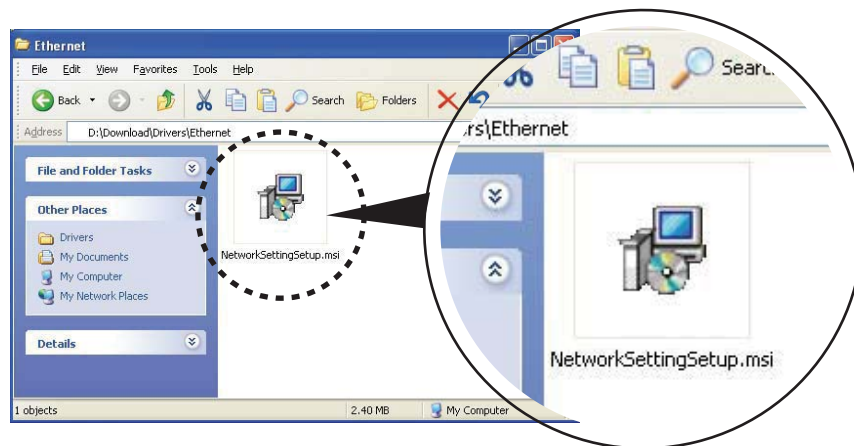 Ethernet
File Edit View Favorites Tools Help
Back Search Folders
Address D:\Download\Drivers\Ethernet
File and Folder Tasks
Other Places
Drivers
My Documents
My Computer
My Network Places
Details
NetworkSettingSetup.msi
1 objects 2.40 MB My Computer
rs\Ethernet
NetworkSettingSetup.msi